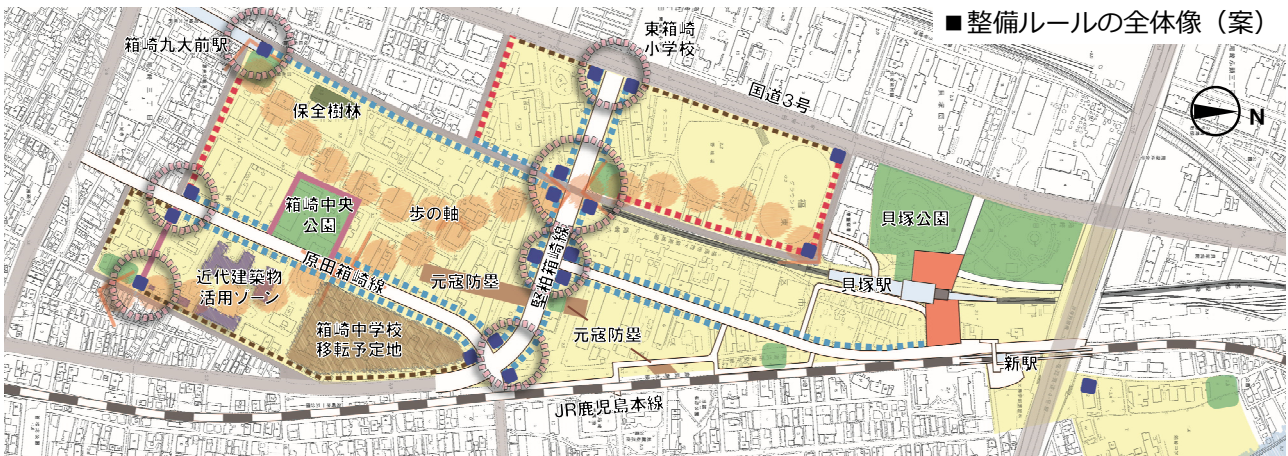 ■整備ルールの全体像（案）
箱崎九大前駅
東箱崎
小学校
国道3号
N
保全樹林
箱崎中央
公園
歩の軸
貝塚公園
原田箱崎線
堅粕箱崎線
近代建築物
活用ゾーン
元寇防塁
貝塚駅
箱崎中学校
移転予定地
元寇防塁
新駅
JR鹿児島本線